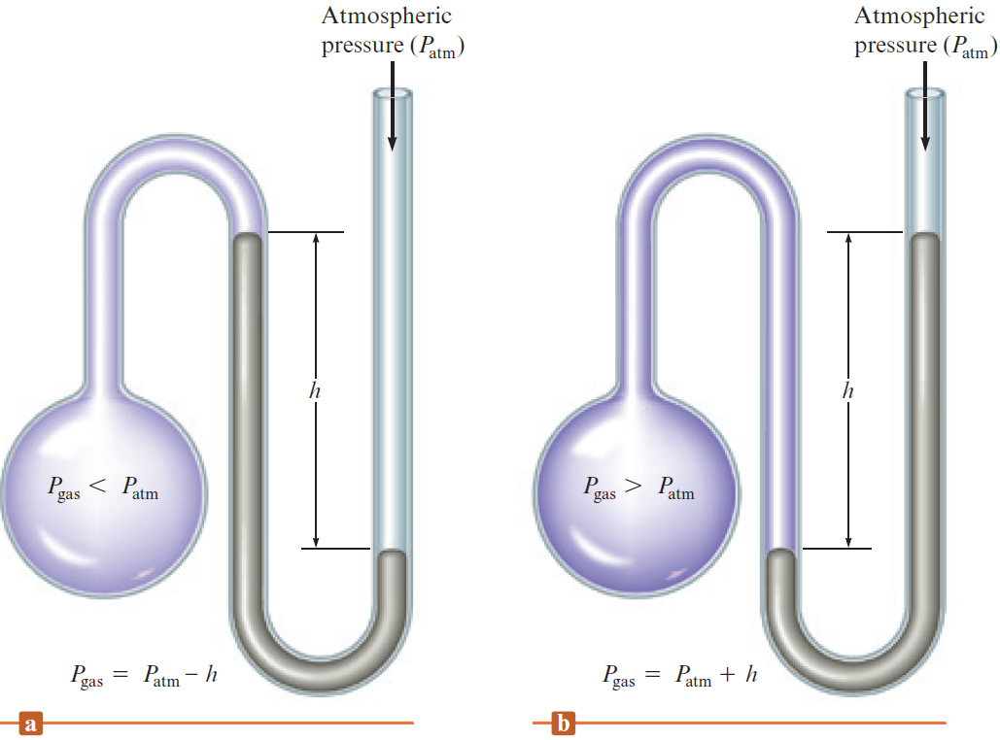 Atmospheric
pressure (Patm)
h
Pgas < Patm
Pgas = Patm − h
a
Atmospheric
pressure (Patm)
h
Pgas > Patm
Pgas = Patm + h
b